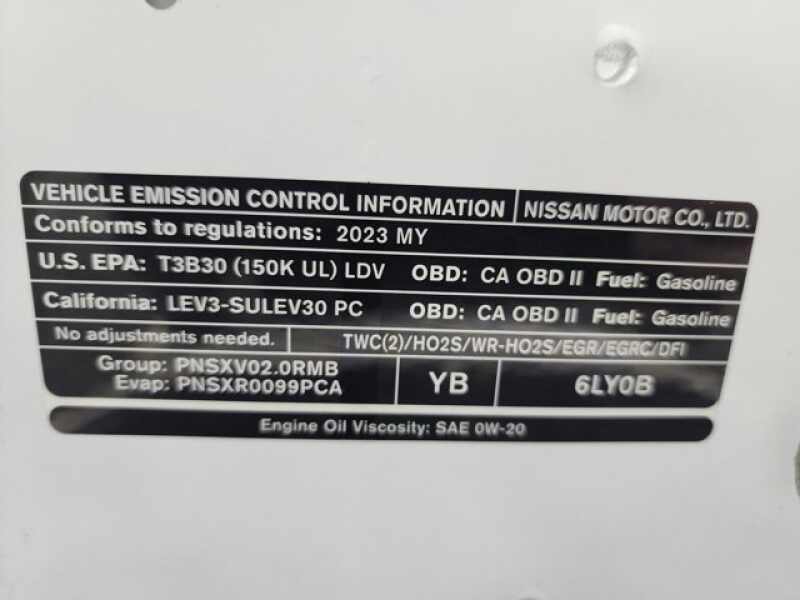 VEHICLE EMISSION CONTROL INFORMATION NISSAN MOTOR CO., LTD.
Conforms to regulations: 2023 MY
U.S. EPA: T3B30 (150K UL) LDV OBD: CA OBD II Fuel: Gasoline
California: LEV3-SULEV30 PC OBD: CA OBD II Fuel: Gasoline
No adjustments needed. TWC(2)/HO2S/WR-HO2S/EGR/EGRC/DFI
Group: PNSXV02.0RMB
Evap: PNSXR0099PCA
YB
6LY0B
Engine Oil Viscosity: SAE 0W-20